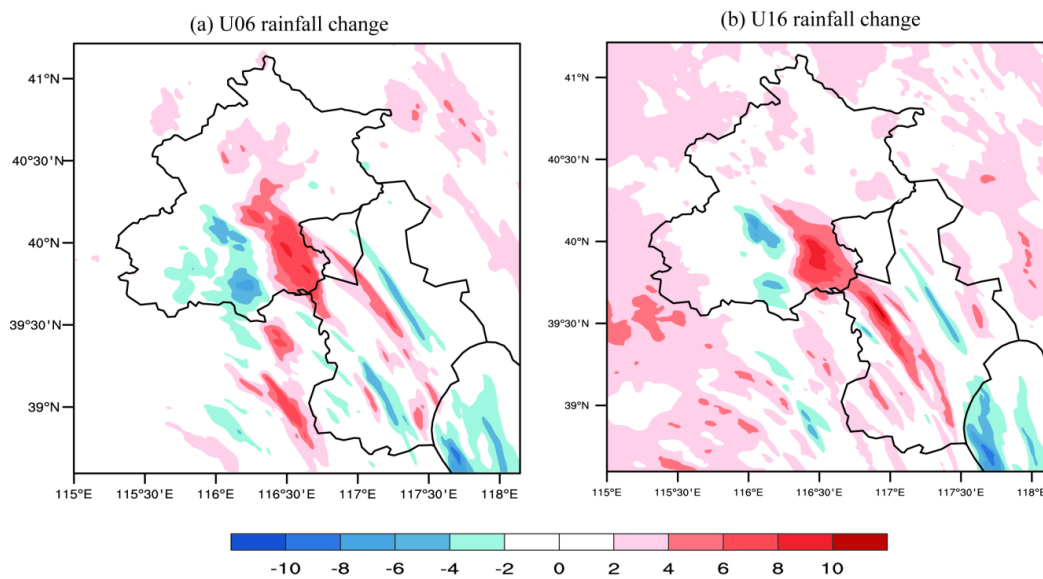 (a) U06 rainfall change
(b) U16 rainfall change
41°N
40°30'N
40°N
39°30'N
39°N
115°E 115°30'E 116°E 116°30'E 117°E 117°30'E 118°E
41°N
40°30'N
40°N
39°30'N
39°N
115°E 115°30'E 116°E 116°30'E 117°E 117°30'E 118°
-10 -8 -6 -4 -2 0 2 4 6 8 10